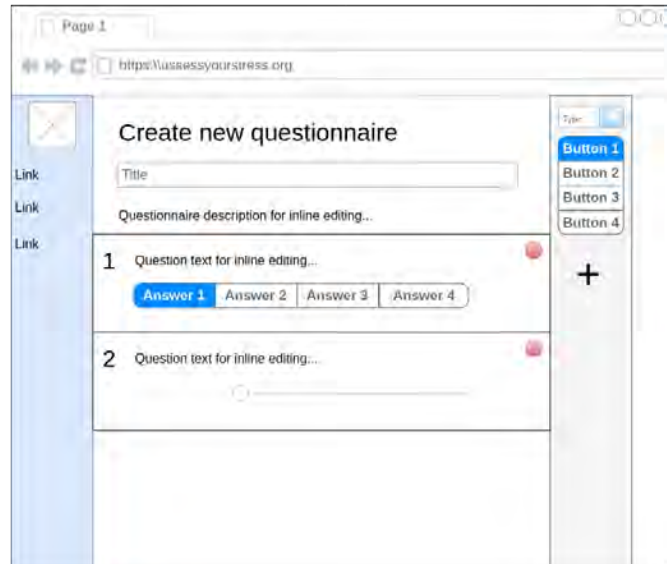 Page 1
https:\\assessyourstress.org
Link
Link
Link
Create new questionnaire
Title
Questionnaire description for inline editing...
1 Question text for inline editing...
Answer 1 Answer 2 Answer 3 Answer 4
2 Question text for inline editing...
Type
Button 1
Button 2
Button 3
Button 4
+